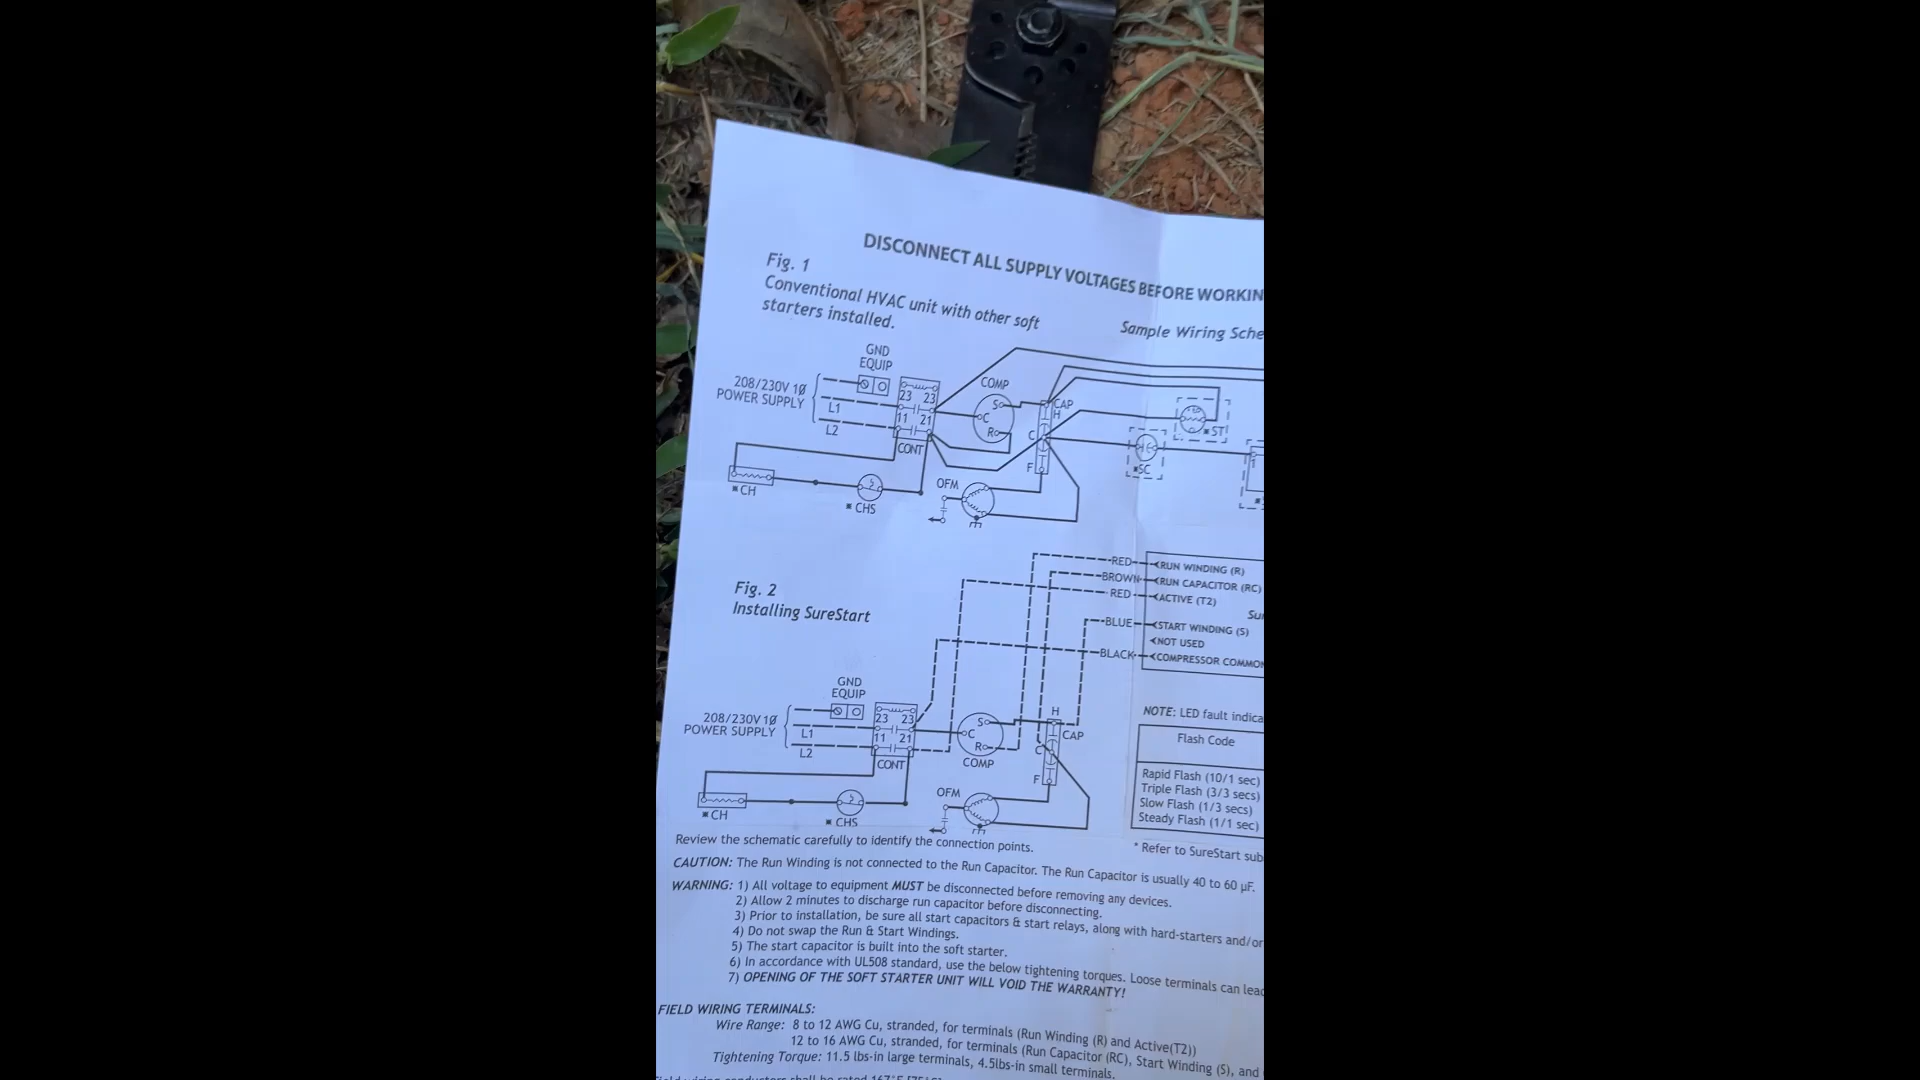 DISCONNECT ALL SUPPLY VOLTAGES BEFORE WORKIN
Fig. 1
Conventional HVAC unit with other soft
starters installed.
Sample Wiring Sche
GND
EQUIP
208/230V 1Ø
POWER SUPPLY
L1
L2
23 23
11 21
CONT
COMP
S
C
R
CAP
H
C
F
*ST
*SC
1
*CH
*CHS
OFM
Fig. 2
Installing SureStart
RED
RUN WINDING (R)
BROWN
RUN CAPACITOR (RC)
RED
ACTIVE (T2)
BLUE
START WINDING (S)
NOT USED
BLACK
COMPRESSOR COMMON
GND
EQUIP
208/230V 1Ø
POWER SUPPLY
L1
L2
23 23
11 21
CONT
S
C
R
COMP
H
CAP
C
F
*CH
*CHS
OFM
NOTE: LED fault indica
Flash Code
Rapid Flash (10/1 sec)
Triple Flash (3/3 secs)
Slow Flash (1/3 secs)
Steady Flash (1/1 sec)
* Refer to SureStart sub
Review the schematic carefully to identify the connection points.
CAUTION: The Run Winding is not connected to the Run Capacitor. The Run Capacitor is usually 40 to 60 µF.
WARNING: 1) All voltage to equipment MUST be disconnected before removing any devices.
2) Allow 2 minutes to discharge run capacitor before disconnecting.
3) Prior to installation, be sure all start capacitors & start relays, along with hard-starters and/or
4) Do not swap the Run & Start Windings.
5) The start capacitor is built into the soft starter.
6) In accordance with UL508 standard, use the below tightening torques. Loose terminals can lead
7) OPENING OF THE SOFT STARTER UNIT WILL VOID THE WARRANTY!
FIELD WIRING TERMINALS:
Wire Range: 8 to 12 AWG Cu, stranded, for terminals (Run Winding (R) and Active(T2))
12 to 16 AWG Cu, stranded, for terminals (Run Capacitor (RC), Start Winding (S), and
Tightening Torque: 11.5 lbs-in large terminals, 4.5lbs-in small terminals.